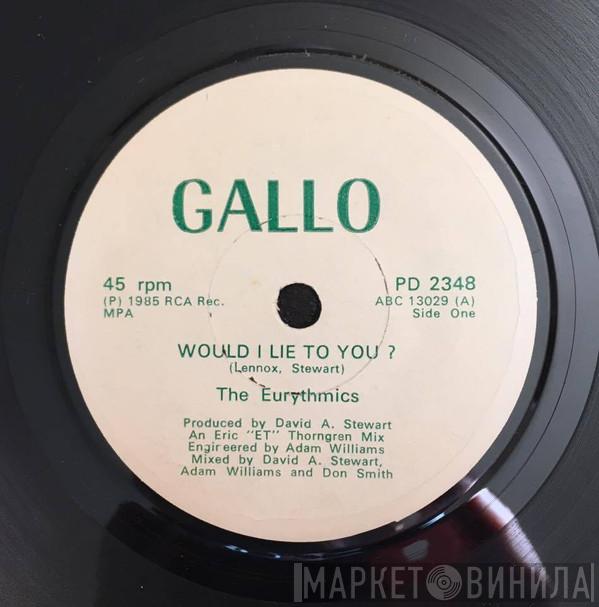 GALLO
45 rpm
(P) 1985 RCA Rec.
MPA
PD 2348
ABC 13029 (A)
Side One
WOULD I LIE TO YOU ?
(Lennox, Stewart)
The Eurythmics
Produced by David A. Stewart
An Eric "ET" Thorngren Mix
Engineered by Adam Williams
Mixed by David A. Stewart,
Adam Williams and Don Smith
МАРКЕТ ВИНИЛА